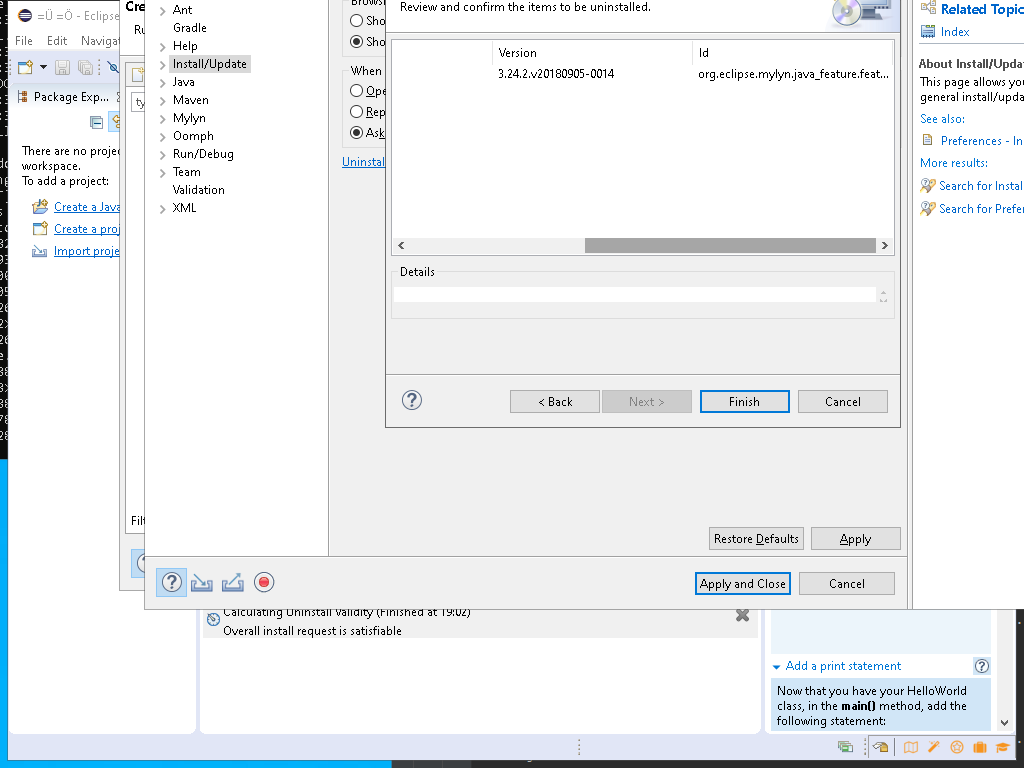 =Ü =Ö - Eclipse
File Edit Navigat
Package Exp...
There are no proje
workspace.
To add a project:
Create a Java
Create a proj
Import proje
Cre
Ru
ty
Filt
Ant
Gradle
Help
Install/Update
Java
Maven
Mylyn
Oomph
Run/Debug
Team
Validation
XML
Brows
Sho
Sho
When
Ope
Rep
Ask
Uninstal
Review and confirm the items to be uninstalled.
Version Id
3.24.2.v20180905-0014 org.eclipse.mylyn.java_feature.feat...
Details
< Back Next > Finish Cancel
Restore Defaults Apply
Apply and Close Cancel
Related Topic
Index
About Install/Upda
This page allows yo
general install/upda
See also:
Preferences - In
More results:
Search for Instal
Search for Prefer
Calculating Uninstall Validity (Finished at 19:02)
Overall install request is satisfiable
Add a print statement
Now that you have your HelloWorld
class, in the main() method, add the
following statement: